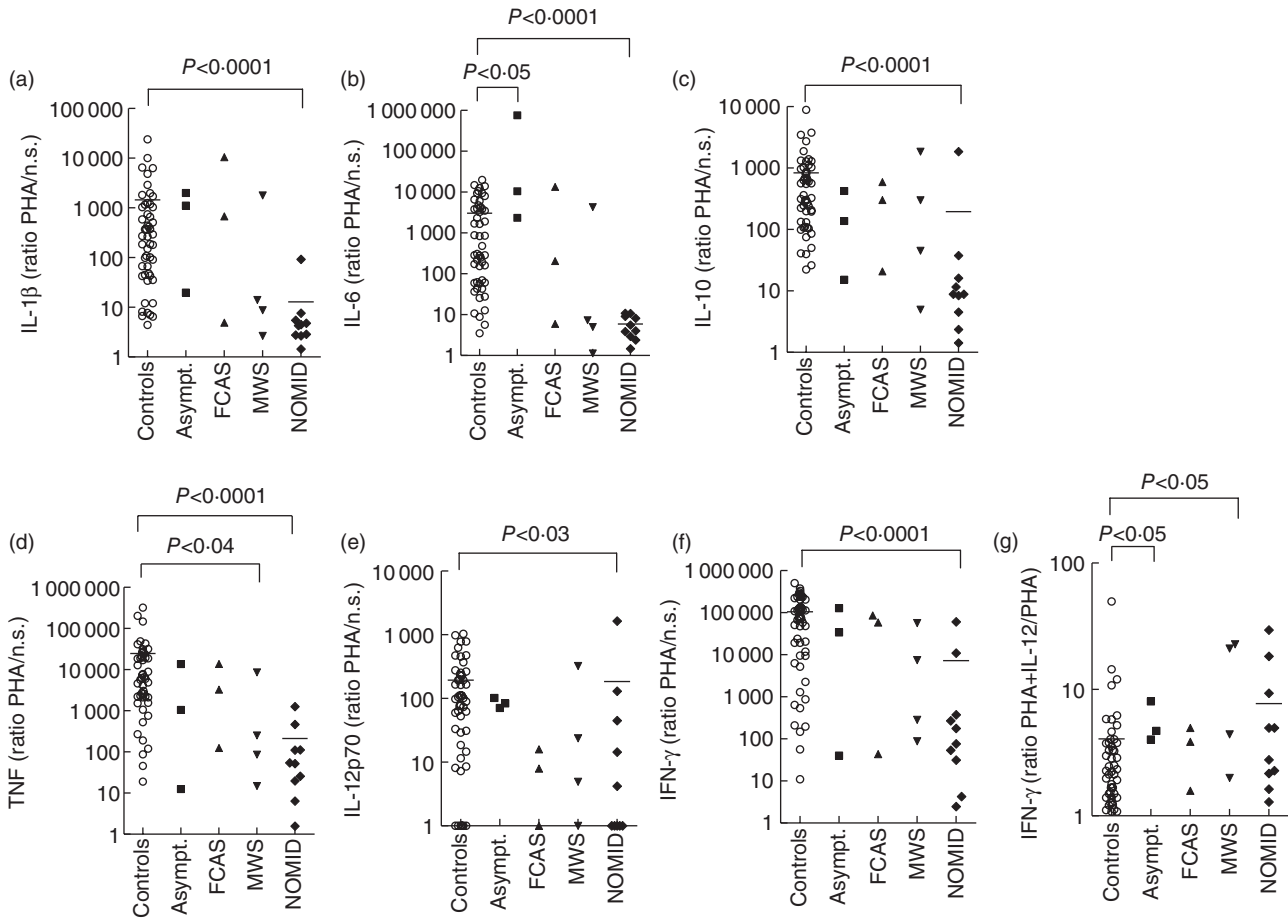 (a)
P<0·0001
IL-1β (ratio PHA/n.s.)
100 000
10 000
1 000
100
10
1
Controls
Asympt.
FCAS
MWS
NOMID
(b)
P<0·0001
P<0·05
IL-6 (ratio PHA/n.s.)
1 000 000
100 000
10 000
1 000
100
10
1
Controls
Asympt.
FCAS
MWS
NOMID
(c)
P<0·0001
IL-10 (ratio PHA/n.s.)
10 000
1 000
100
10
1
Controls
Asympt.
FCAS
MWS
NOMID
(d)
P<0·0001
P<0·04
TNF (ratio PHA/n.s.)
1 000 000
100 000
10 000
1 000
100
10
1
Controls
Asympt.
FCAS
MWS
NOMID
(e)
P<0·03
IL-12p70 (ratio PHA/n.s.)
10 000
1 000
100
10
1
Controls
Asympt.
FCAS
MWS
NOMID
(f)
P<0·0001
IFN-γ (ratio PHA/n.s.)
1 000 000
100 000
10 000
1 000
100
10
1
Controls
Asympt.
FCAS
MWS
NOMID
(g)
P<0·05
P<0·05
IFN-γ (ratio PHA+IL-12/PHA)
100
10
1
Controls
Asympt.
FCAS
MWS
NOMID